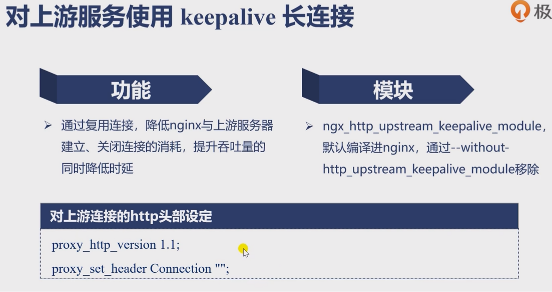 对上游服务使用 keepalive 长连接
极
功能
模块
➢ 通过复用连接，降低nginx与上游服务器
建立、关闭连接的消耗，提升吞吐量的
同时降低时延
➢ ngx_http_upstream_keepalive_module,
默认编译进nginx，通过--without-
http_upstream_keepalive_module移除
对上游连接的http头部设定
proxy_http_version 1.1;
proxy_set_header Connection "";